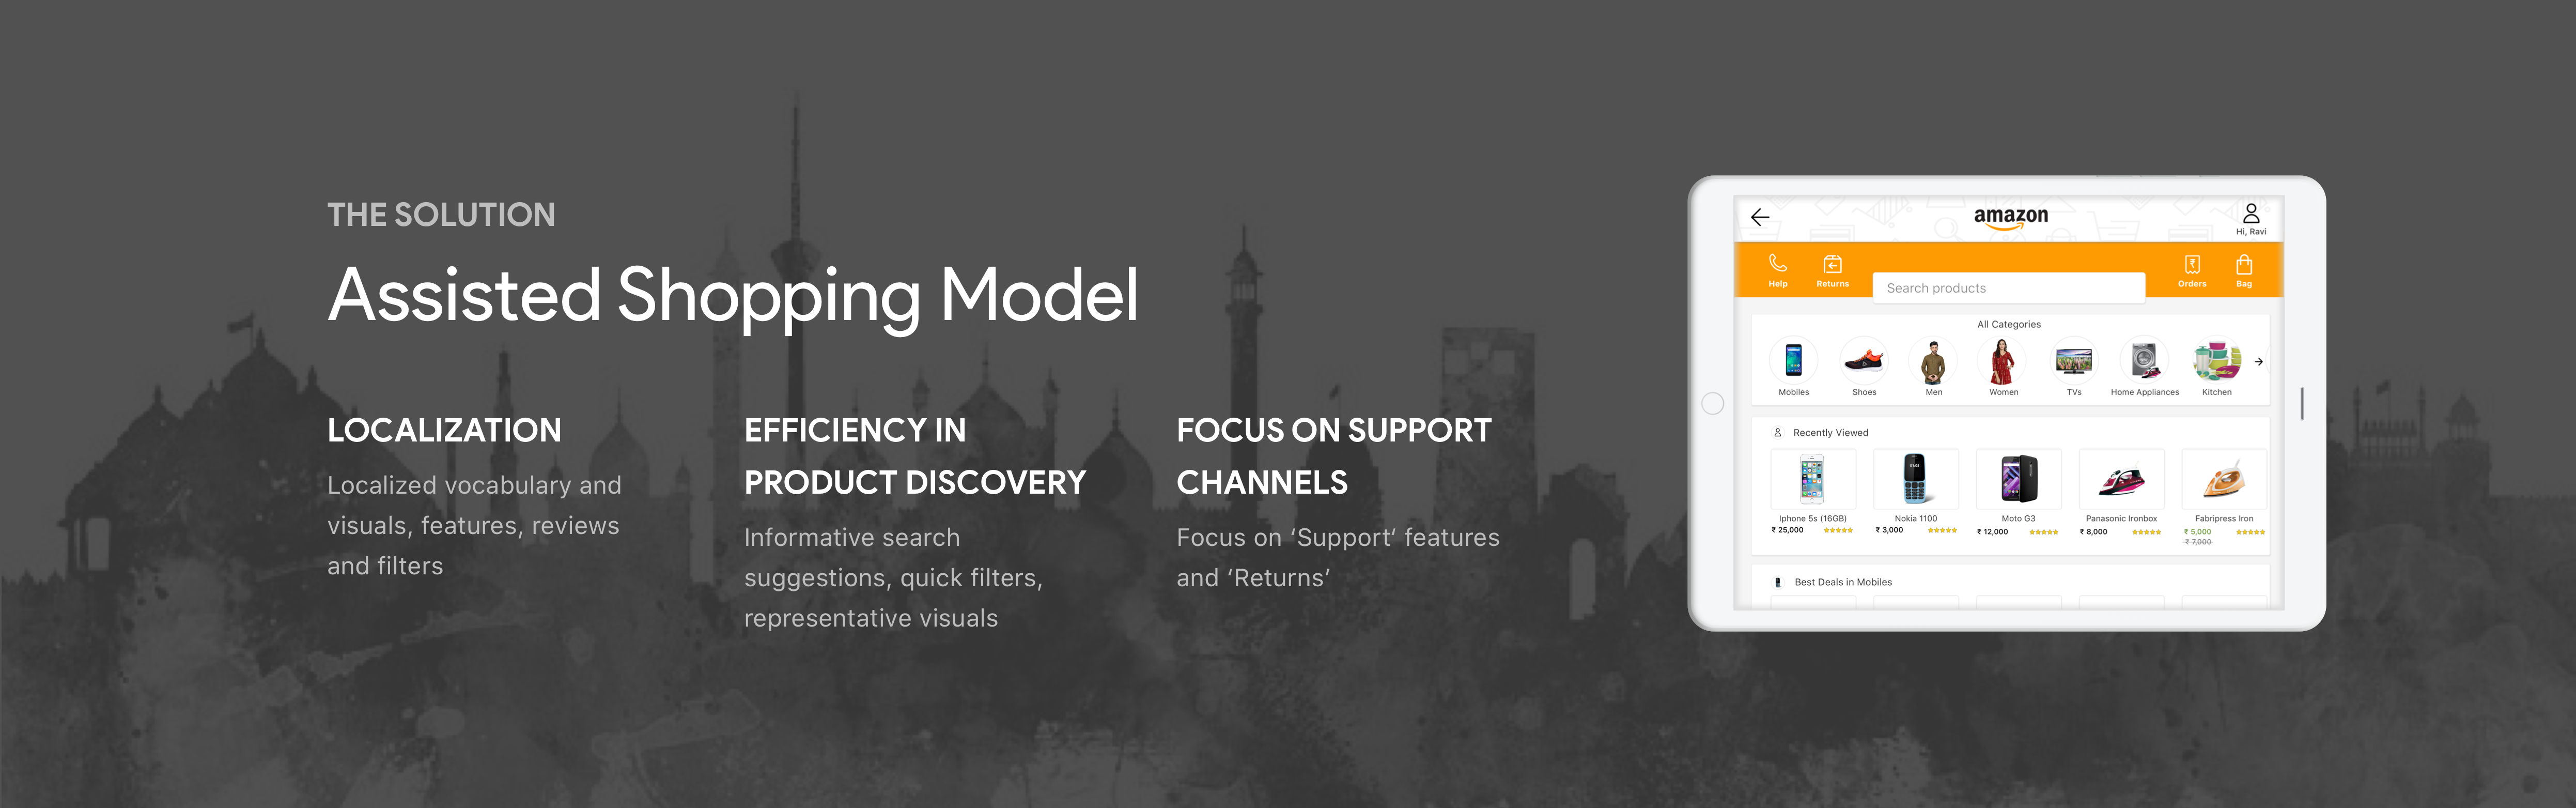 THE SOLUTION
Assisted Shopping Model
LOCALIZATION
Localized vocabulary and
visuals, features, reviews
and filters
EFFICIENCY IN
PRODUCT DISCOVERY
Informative search
suggestions, quick filters,
representative visuals
FOCUS ON SUPPORT
CHANNELS
Focus on ‘Support‘ features
and ‘Returns’
amazon
Hi, Ravi
Help Returns Search products Orders Bag
All Categories
Mobiles Shoes Men Women TVs Home Appliances Kitchen
Recently Viewed
Iphone 5s (16GB) Nokia 1100 Moto G3 Panasonic Ironbox Fabripress Iron
₹ 25,000 ₹ 3,000 ₹ 12,000 ₹ 8,000 ₹ 5,000
₹ 7,000
Best Deals in Mobiles